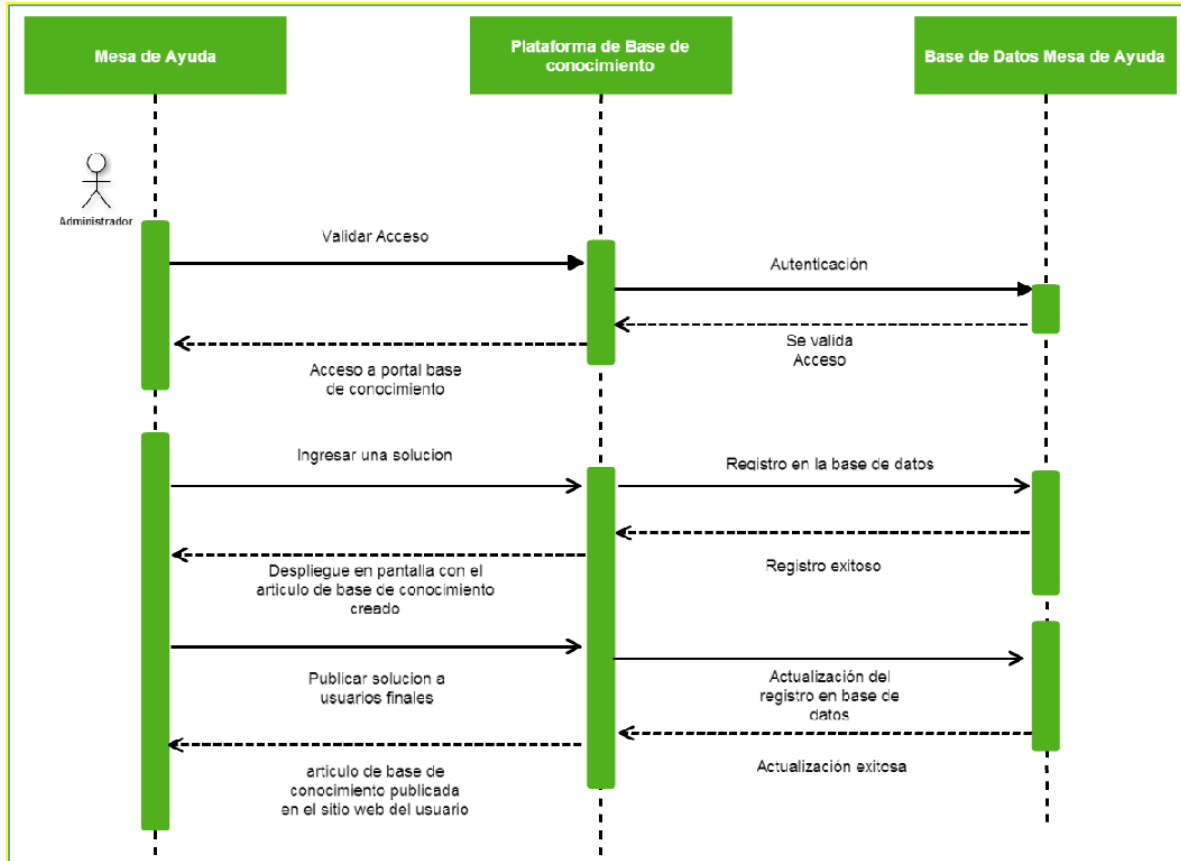 Mesa de Ayuda
Plataforma de Base de
conocimiento
Base de Datos Mesa de Ayuda
Administrador
Validar Acceso
Autenticación
Se valida
Acceso
Acceso a portal base
de conocimiento
Ingresar una solucion
Registro en la base de datos
Registro exitoso
Despliegue en pantalla con el
articulo de base de conocimiento
creado
Publicar solucion a
usuarios finales
Actualización del
registro en base de
datos
Actualización exitosa
articulo de base de
conocimiento publicada
en el sitio web del usuario